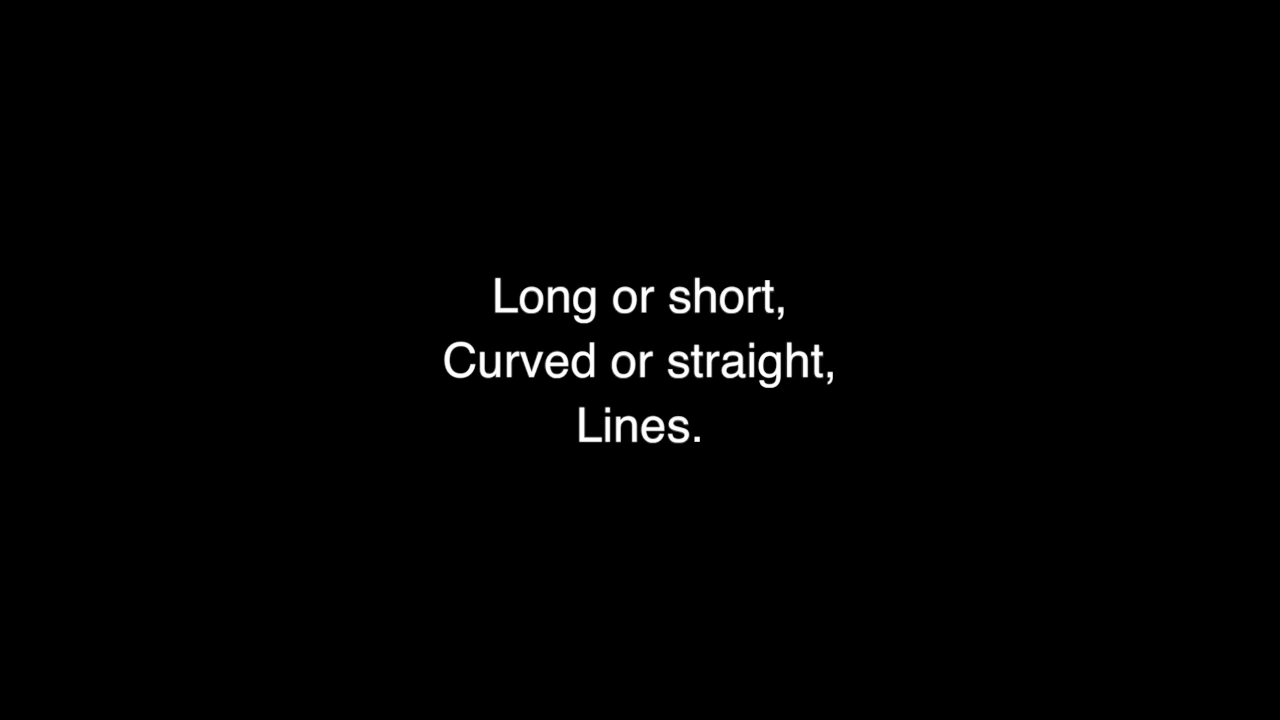 Long or short,
Curved or straight,
Lines.